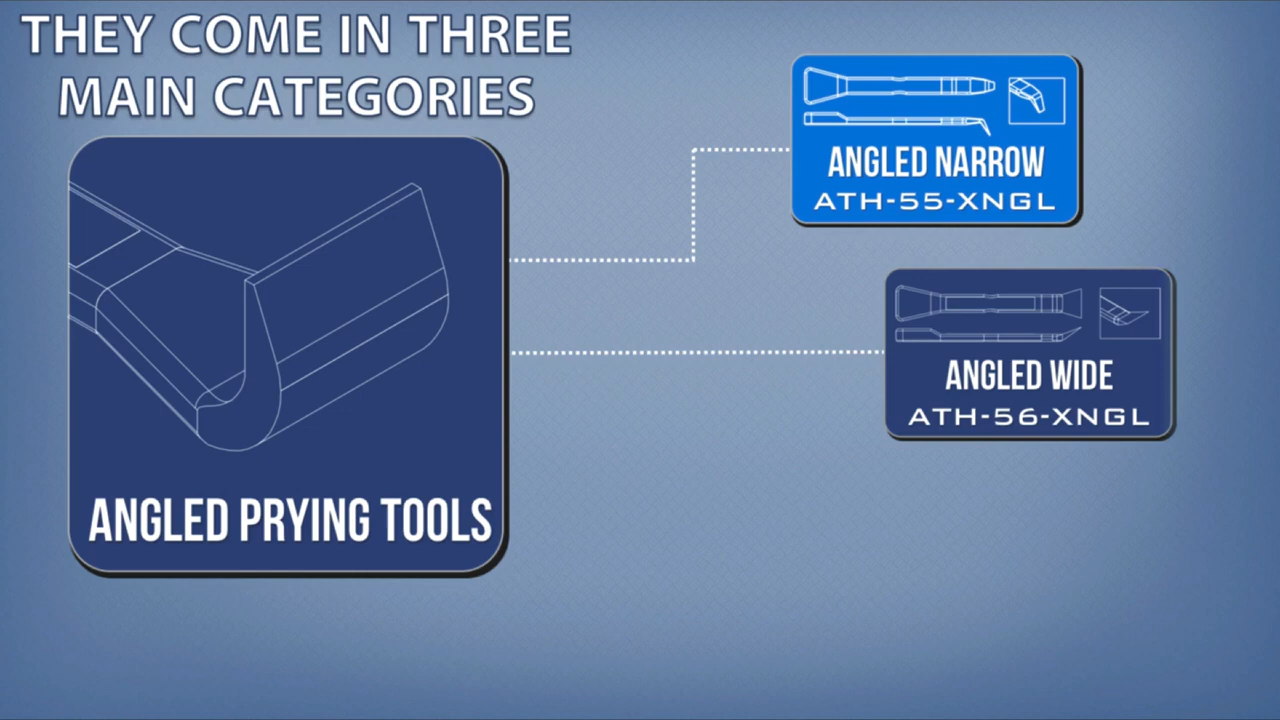 THEY COME IN THREE
MAIN CATEGORIES
ANGLED PRYING TOOLS
ANGLED NARROW
ATH-55-XNGL
ANGLED WIDE
ATH-56-XNGL